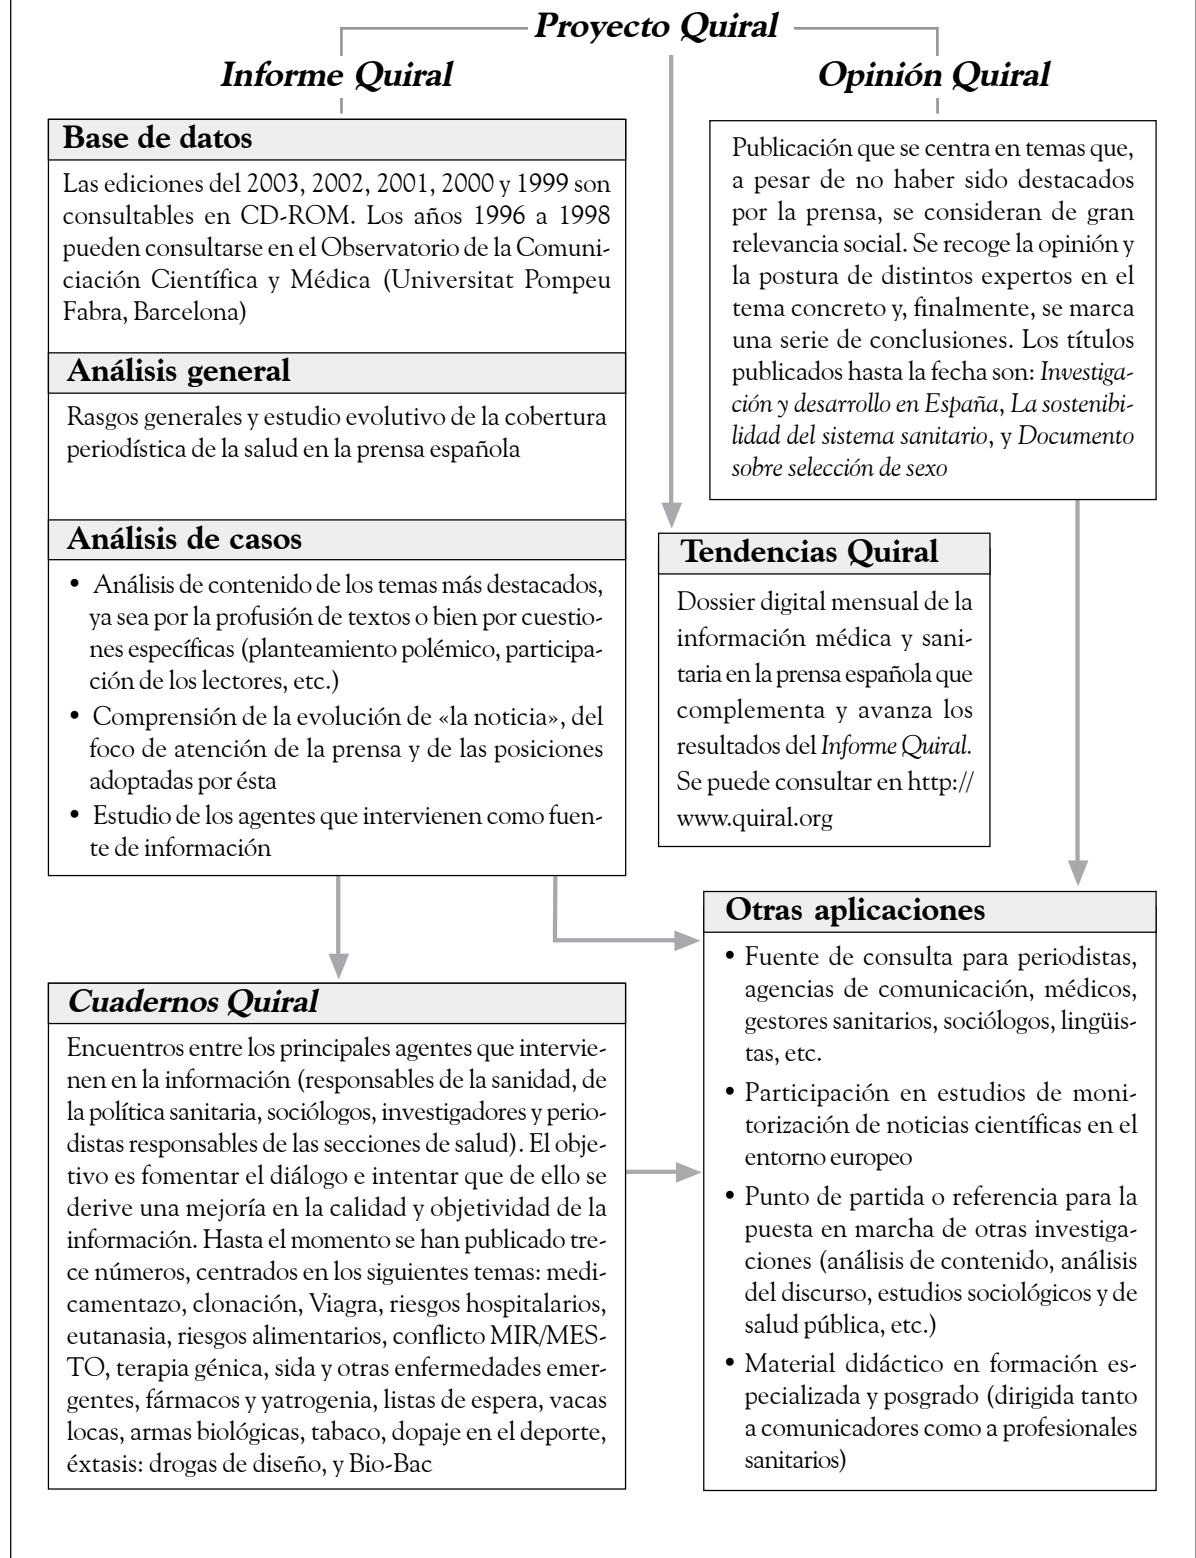 Proyecto Quiral
Informe Quiral
Base de datos
Las ediciones del 2003, 2002, 2001, 2000 y 1999 son
consultables en CD-ROM. Los años 1996 a 1998
pueden consultarse en el Observatorio de la Comuni-
ciación Científica y Médica (Universitat Pompeu
Fabra, Barcelona)
Análisis general
Rasgos generales y estudio evolutivo de la cobertura
periodística de la salud en la prensa española
Análisis de casos
• Análisis de contenido de los temas más destacados,
ya sea por la profusión de textos o bien por cuestio-
nes específicas (planteamiento polémico, participa-
ción de los lectores, etc.)
• Comprensión de la evolución de «la noticia», del
foco de atención de la prensa y de las posiciones
adoptadas por ésta
• Estudio de los agentes que intervienen como fuen-
te de información
Opinión Quiral
Publicación que se centra en temas que,
a pesar de no haber sido destacados
por la prensa, se consideran de gran
relevancia social. Se recoge la opinión y
la postura de distintos expertos en el
tema concreto y, finalmente, se marca
una serie de conclusiones. Los títulos
publicados hasta la fecha son: Investiga-
ción y desarrollo en España, La sostenibi-
lidad del sistema sanitario, y Documento
sobre selección de sexo
Tendencias Quiral
Dossier digital mensual de la
información médica y sani-
taria en la prensa española que
complementa y avanza los
resultados del Informe Quiral.
Se puede consultar en http://
www.quiral.org
Cuadernos Quiral
Encuentros entre los principales agentes que intervie-
nen en la información (responsables de la sanidad, de
la política sanitaria, sociólogos, investigadores y perio-
distas responsables de las secciones de salud). El obje-
tivo es fomentar el diálogo e intentar que de ello se
derive una mejoría en la calidad y objetividad de la
información. Hasta el momento se han publicado tre-
ce números, centrados en los siguientes temas: medi-
camentazo, clonación, Viagra, riesgos hospitalarios,
eutanasia, riesgos alimentarios, conflicto MIR/MES-
TO, terapia génica, sida y otras enfermedades emer-
gentes, fármacos y yatrogenia, listas de espera, vacas
locas, armas biológicas, tabaco, dopaje en el deporte,
éxtasis: drogas de diseño, y Bio-Bac
Otras aplicaciones
• Fuente de consulta para periodistas,
agencias de comunicación, médicos,
gestores sanitarios, sociólogos, lingüis-
tas, etc.
• Participación en estudios de moni-
torización de noticias científicas en el
entorno europeo
• Punto de partida o referencia para la
puesta en marcha de otras investiga-
ciones (análisis de contenido, análisis
del discurso, estudios sociológicos y de
salud pública, etc.)
• Material didáctico en formación es-
pecializada y posgrado (dirigida tanto
a comunicadores como a profesionales
sanitarios)